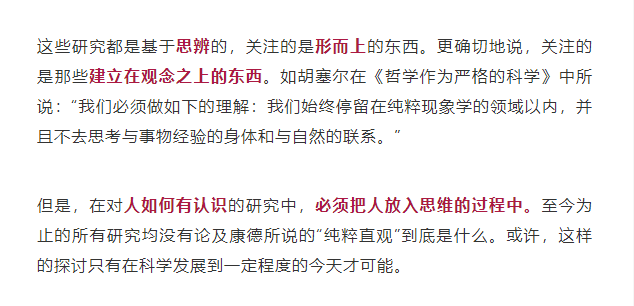 这些研究都是基于思辨的，关注的是形而上的东西。更确切地说，关注的
是那些建立在观念之上的东西。如胡塞尔在《哲学作为严格的科学》中所
说：“我们必须做如下的理解：我们始终停留在纯粹现象学的领域以内，并
且不去思考与事物经验的身体和与自然的联系。”
但是，在对人如何有认识的研究中，必须把人放入思维的过程中。至今为
止的所有研究均没有论及康德所说的“纯粹直观”到底是什么。或许，这样
的探讨只有在科学发展到一定程度的今天才可能。